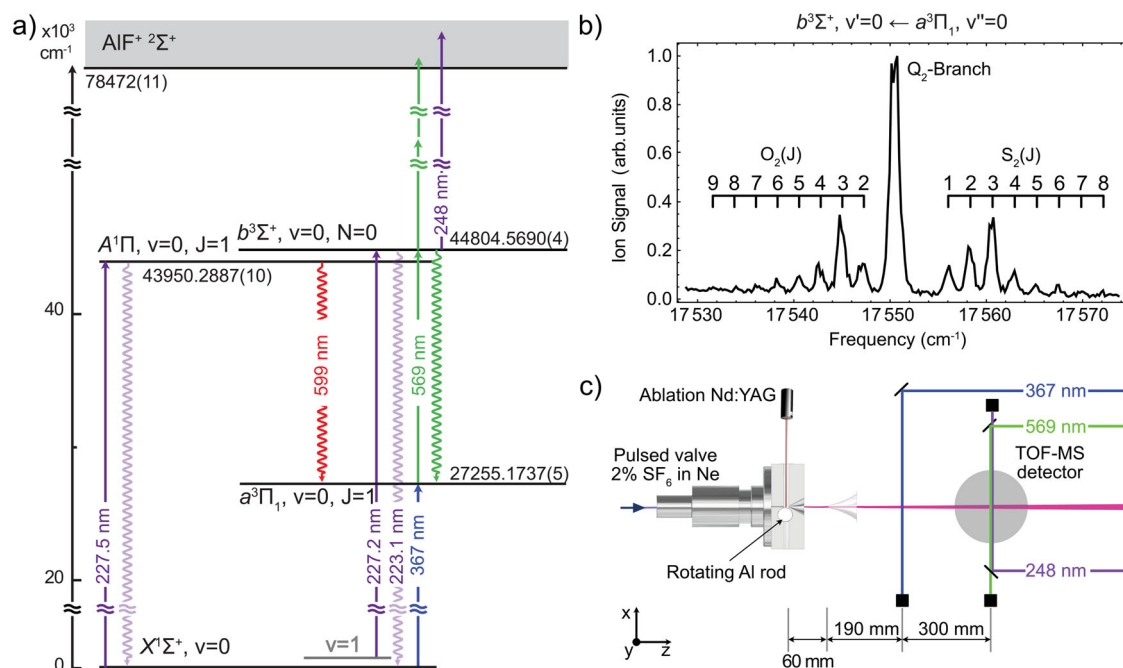 a)
x10³
cm⁻¹
AlF⁺ ²Σ⁺
78472(11)
248 nm
A¹Π, v=0, J=1
b³Σ⁺, v=0, N=0
44804.5690(4)
43950.2887(10)
40
599 nm
569 nm
27255.1737(5)
a³Π₁, v=0, J=1
227.5 nm
227.2 nm
223.1 nm
367 nm
20
X¹Σ⁺, v=0
v=1
0
b)
b³Σ⁺, v'=0 ← a³Π₁, v''=0
Q₂-Branch
O₂(J)
S₂(J)
9 8 7 6 5 4 3 2
1 2 3 4 5 6 7 8
Ion Signal (arb. units)
1.0
0.8
0.6
0.4
0.2
0.0
17 530 17 540 17 550 17 560 17 570
Frequency (cm⁻¹)
c)
Ablation Nd:YAG
367 nm
569 nm
Pulsed valve
2% SF₆ in Ne
TOF-MS
detector
Rotating Al rod
248 nm
x
y z
190 mm 300 mm
60 mm